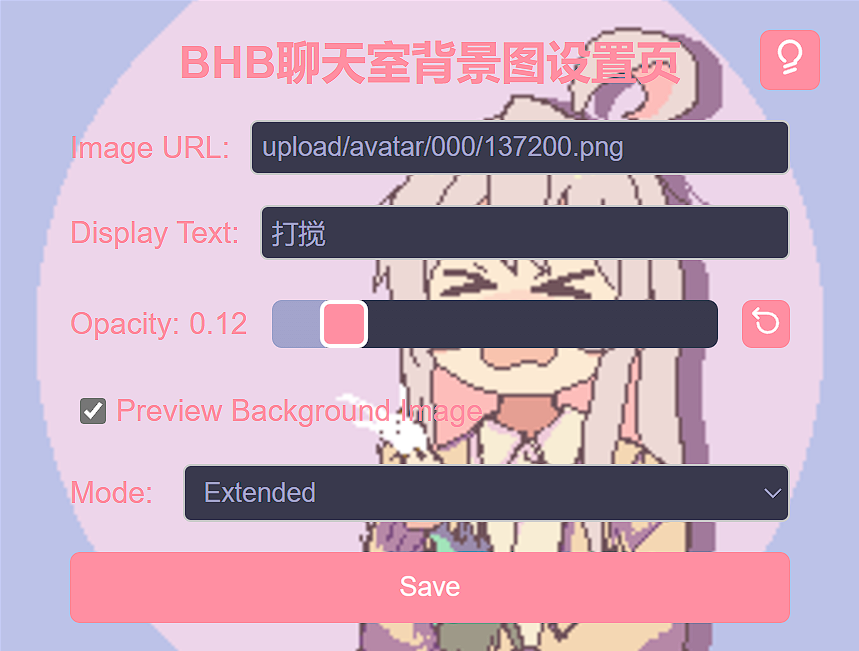 BHB聊天室背景图设置页
Image URL: upload/avatar/000/137200.png
Display Text: 打搅
Opacity: 0.12
Preview Background Image
Mode: Extended
Save